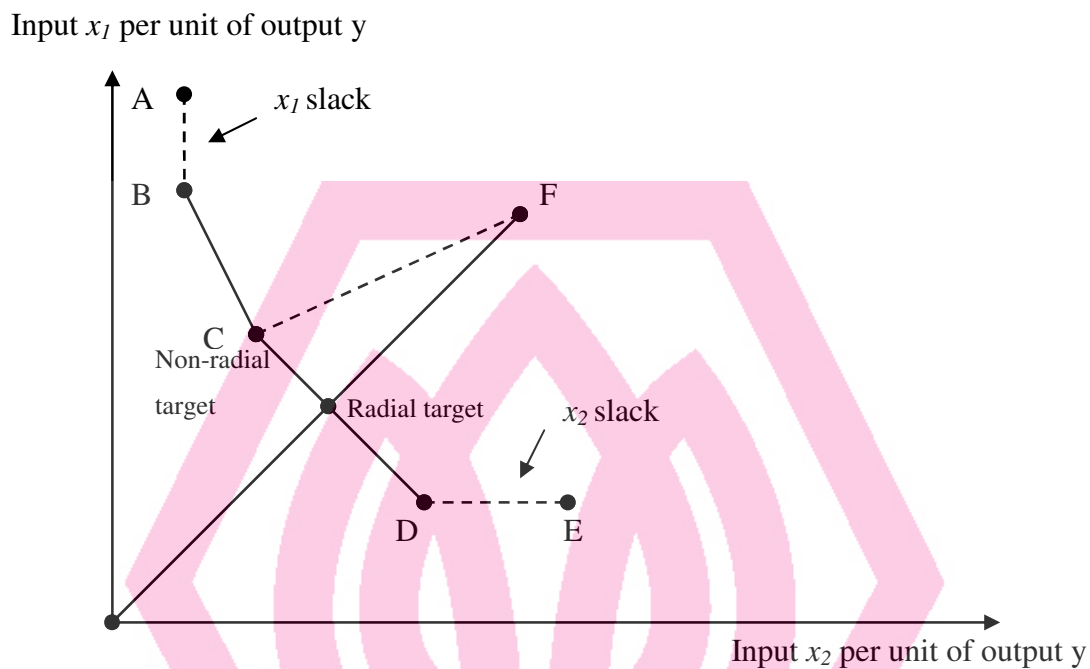 Input x1 per unit of output y
A
x1 slack
B
F
C
Non-radial
target
Radial target
x2 slack
D
E
Input x2 per unit of output y